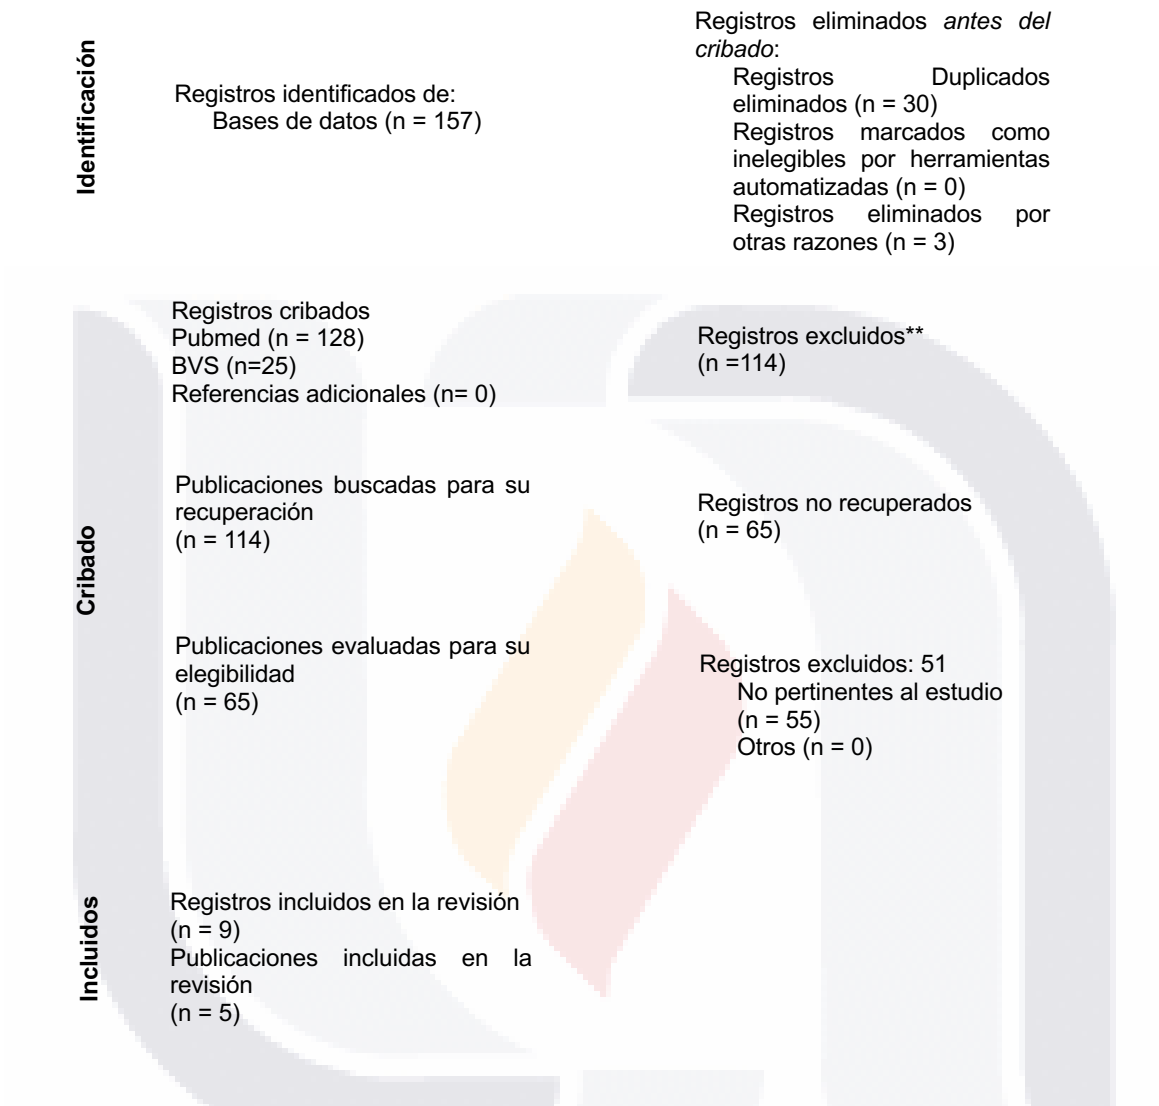 Identificación
Registros identificados de:
Bases de datos (n = 157)
Registros eliminados antes del
cribado:
Registros Duplicados
eliminados (n = 30)
Registros marcados como
inelegibles por herramientas
automatizadas (n = 0)
Registros eliminados por
otras razones (n = 3)
Cribado
Registros cribados
Pubmed (n = 128)
BVS (n=25)
Referencias adicionales (n= 0)
Registros excluidos**
(n =114)
Publicaciones buscadas para su
recuperación
(n = 114)
Registros no recuperados
(n = 65)
Publicaciones evaluadas para su
elegibilidad
(n = 65)
Registros excluidos: 51
No pertinentes al estudio
(n = 55)
Otros (n = 0)
Incluidos
Registros incluidos en la revisión
(n = 9)
Publicaciones incluidas en la
revisión
(n = 5)